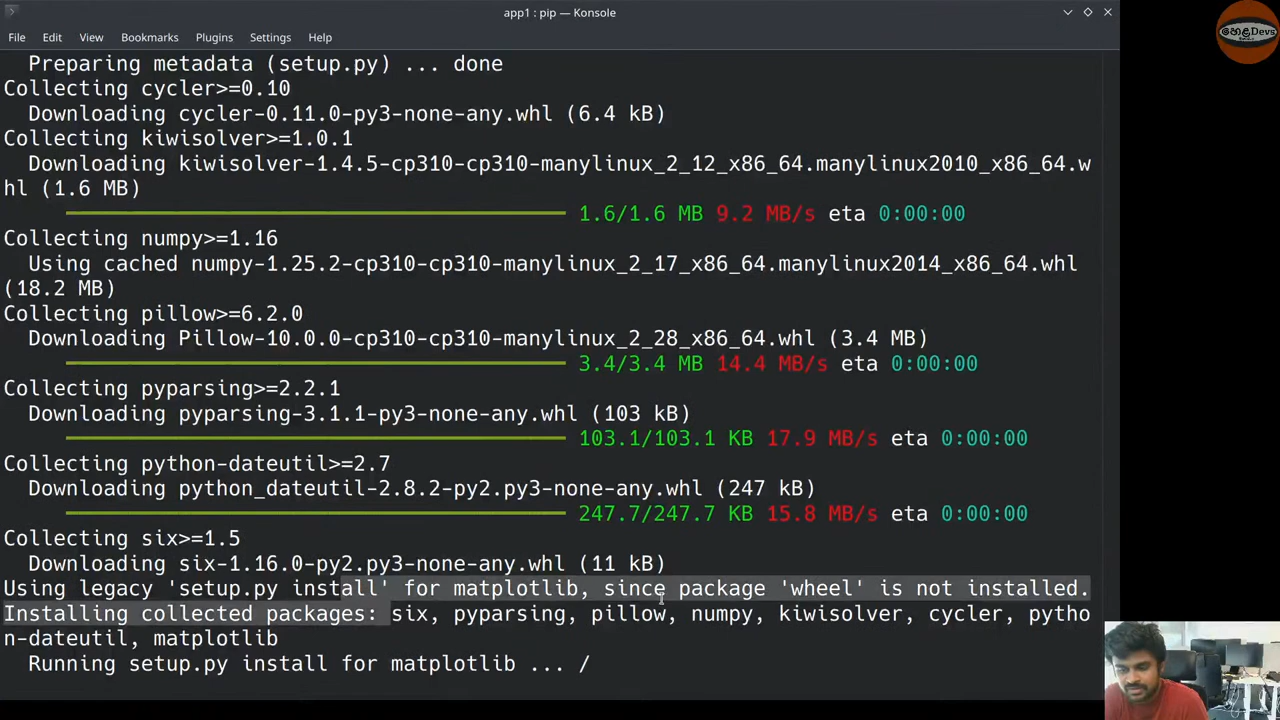 app1 : pip — Konsole
File Edit View Bookmarks Plugins Settings Help
Preparing metadata (setup.py) ... done
Collecting cycler>=0.10
Downloading cycler-0.11.0-py3-none-any.whl (6.4 kB)
Collecting kiwisolver>=1.0.1
Downloading kiwisolver-1.4.5-cp310-cp310-manylinux_2_12_x86_64.manylinux2010_x86_64.w
hl (1.6 MB)
1.6/1.6 MB 9.2 MB/s eta 0:00:00
Collecting numpy>=1.16
Using cached numpy-1.25.2-cp310-cp310-manylinux_2_17_x86_64.manylinux2014_x86_64.whl
(18.2 MB)
Collecting pillow>=6.2.0
Downloading Pillow-10.0.0-cp310-cp310-manylinux_2_28_x86_64.whl (3.4 MB)
3.4/3.4 MB 14.4 MB/s eta 0:00:00
Collecting pyparsing>=2.2.1
Downloading pyparsing-3.1.1-py3-none-any.whl (103 kB)
103.1/103.1 KB 17.9 MB/s eta 0:00:00
Collecting python-dateutil>=2.7
Downloading python_dateutil-2.8.2-py2.py3-none-any.whl (247 kB)
247.7/247.7 KB 15.8 MB/s eta 0:00:00
Collecting six>=1.5
Downloading six-1.16.0-py2.py3-none-any.whl (11 kB)
Using legacy 'setup.py install' for matplotlib, since package 'wheel' is not installed.
Installing collected packages: six, pyparsing, pillow, numpy, kiwisolver, cycler, pytho
n-dateutil, matplotlib
Running setup.py install for matplotlib ... /
හෙළDevs